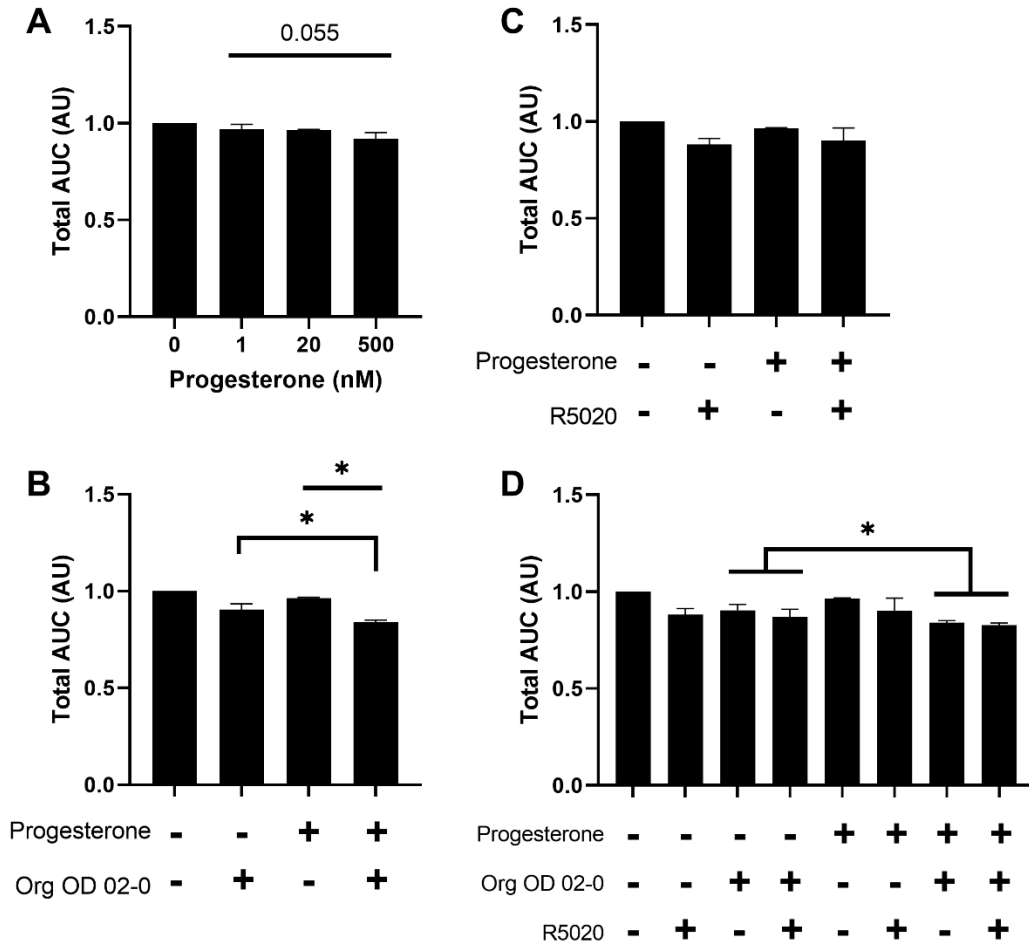 A
0.055
Total AUC (AU)
1.5
1.0
0.5
0.0
0 1 20 500
Progesterone (nM)
C
Total AUC (AU)
1.5
1.0
0.5
0.0
Progesterone - - + +
R5020 - + - +
B
*
*
Total AUC (AU)
1.5
1.0
0.5
0.0
Progesterone - - + +
Org OD 02-0 - + - +
D
*
Total AUC (AU)
1.5
1.0
0.5
0.0
Progesterone - - - - + + + +
Org OD 02-0 - - + + - - + +
R5020 - + - + - + - +